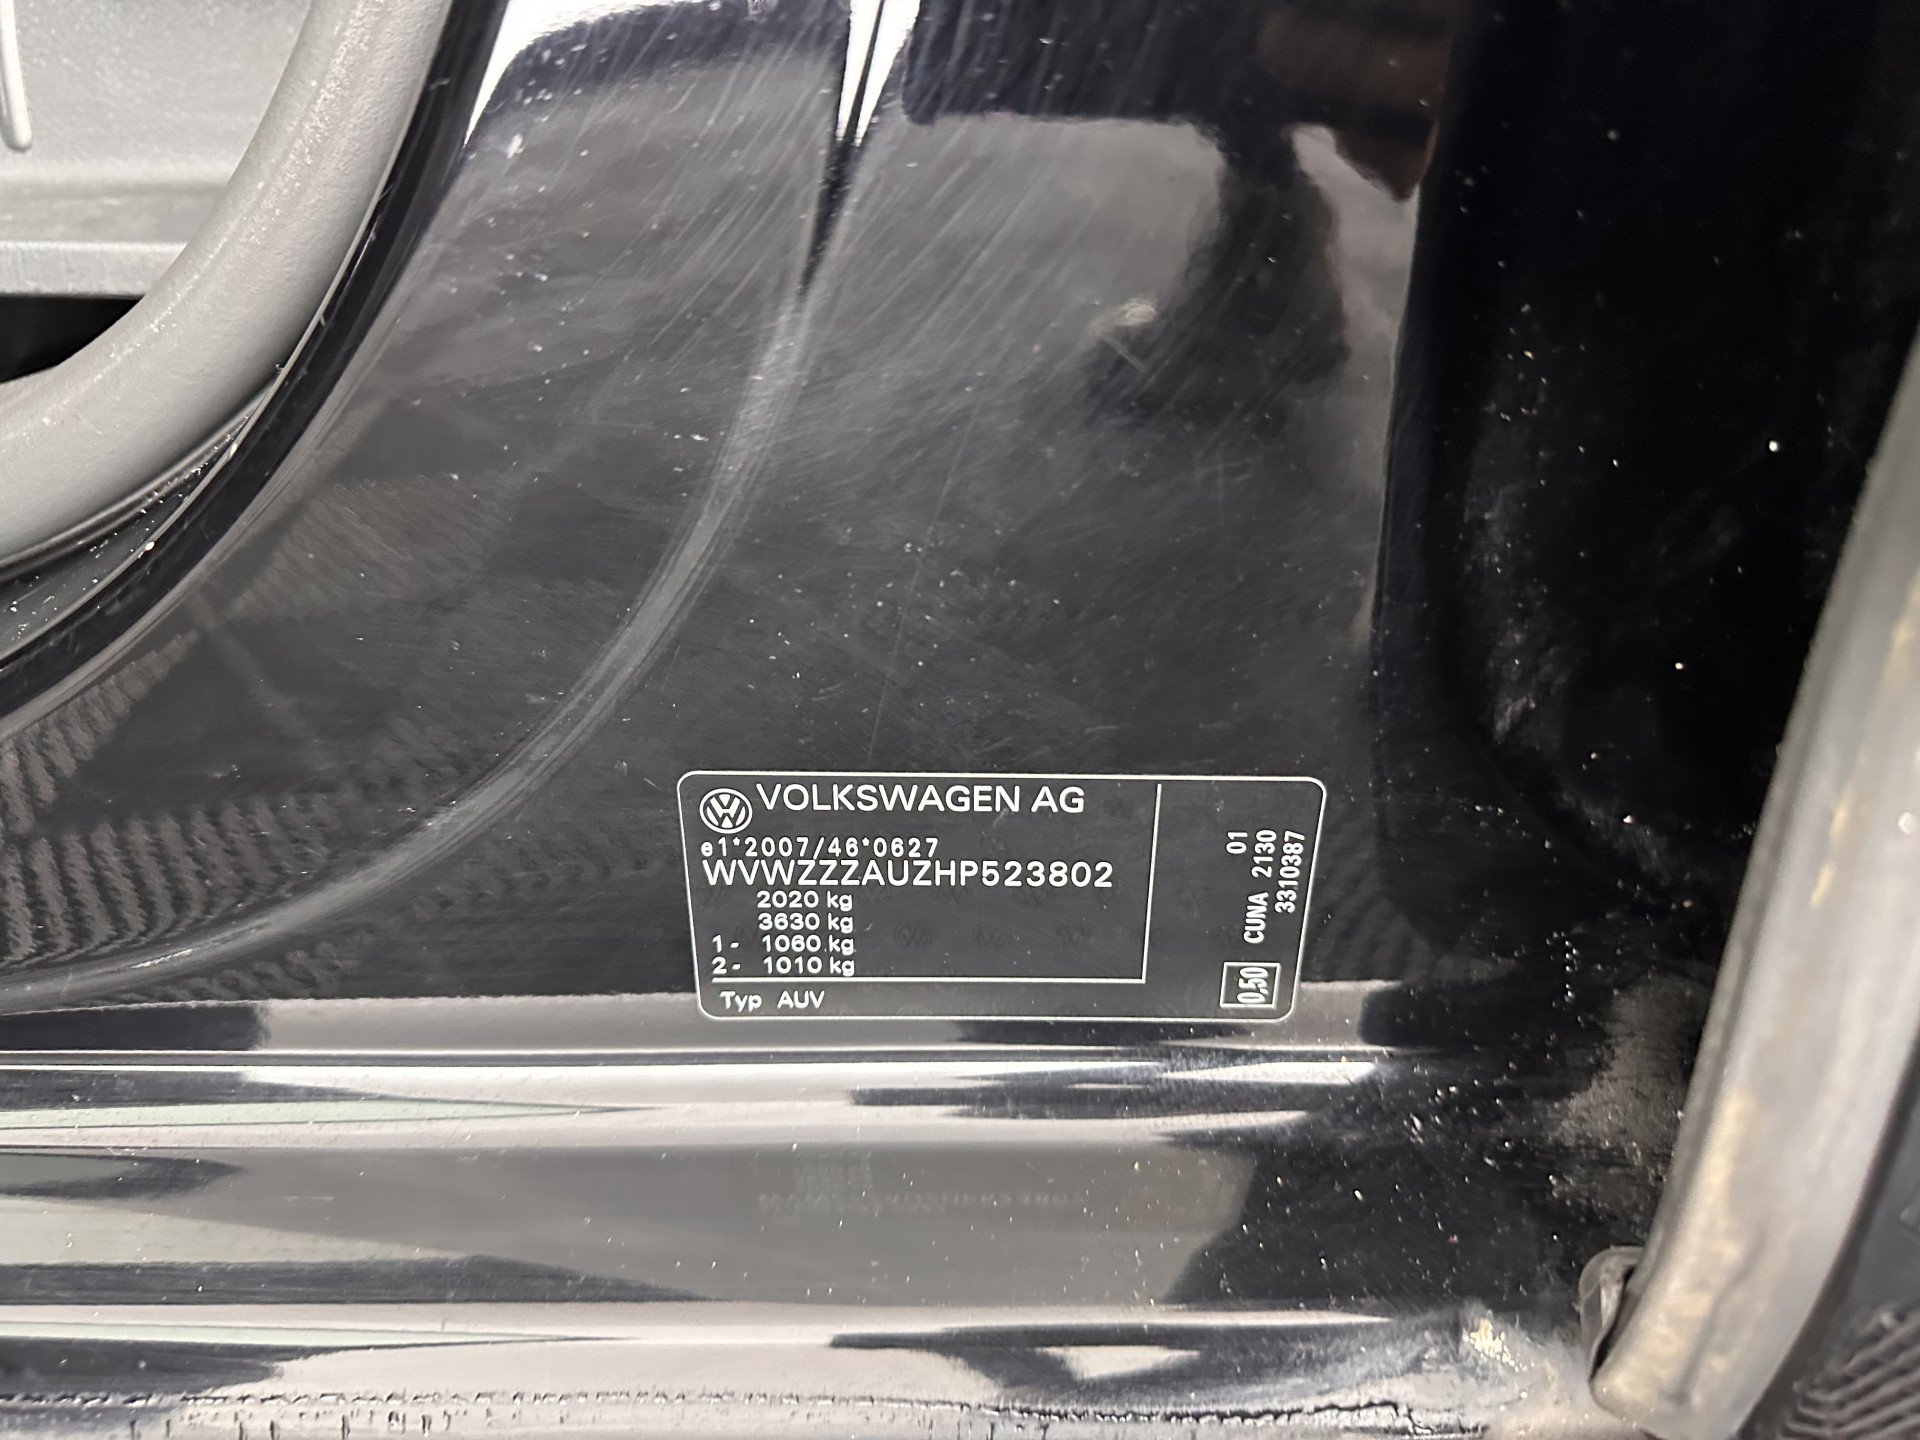 VOLKSWAGEN AG
e1*2007/46*0627
WVWZZZAUZHP523802
2020 kg
3630 kg
1- 1060 kg
2- 1010 kg
Typ AUV
01
CUNA 2130
3310387
0,50